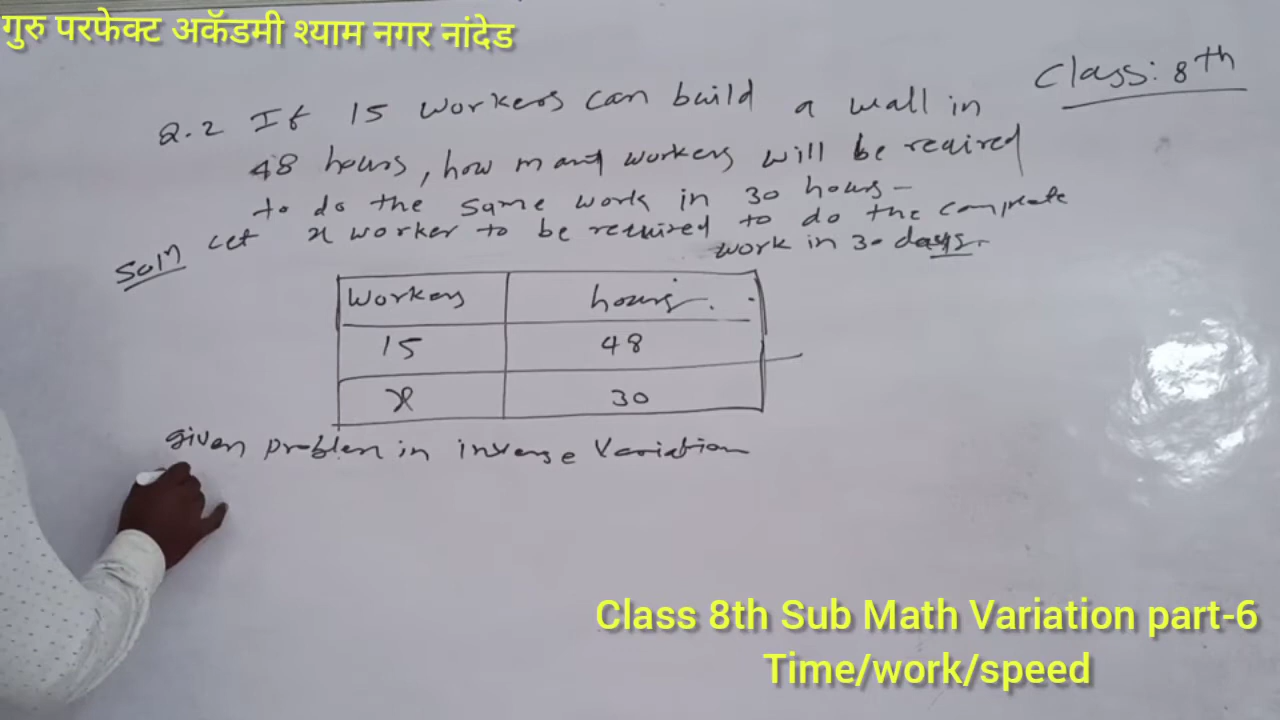 गुरु परफेक्ट अकॅडमी श्याम नगर नांदेड
Class: 8th
Q.2 If 15 workers can build a wall in
48 hours, how many workers will be required
to do the same work in 30 hours -
Soln Let x worker to be required to do the complete
work in 30 days.
Workers hours.
15 48
x 30
given problem in inverse Variation
Class 8th Sub Math Variation part-6
Time/work/speed